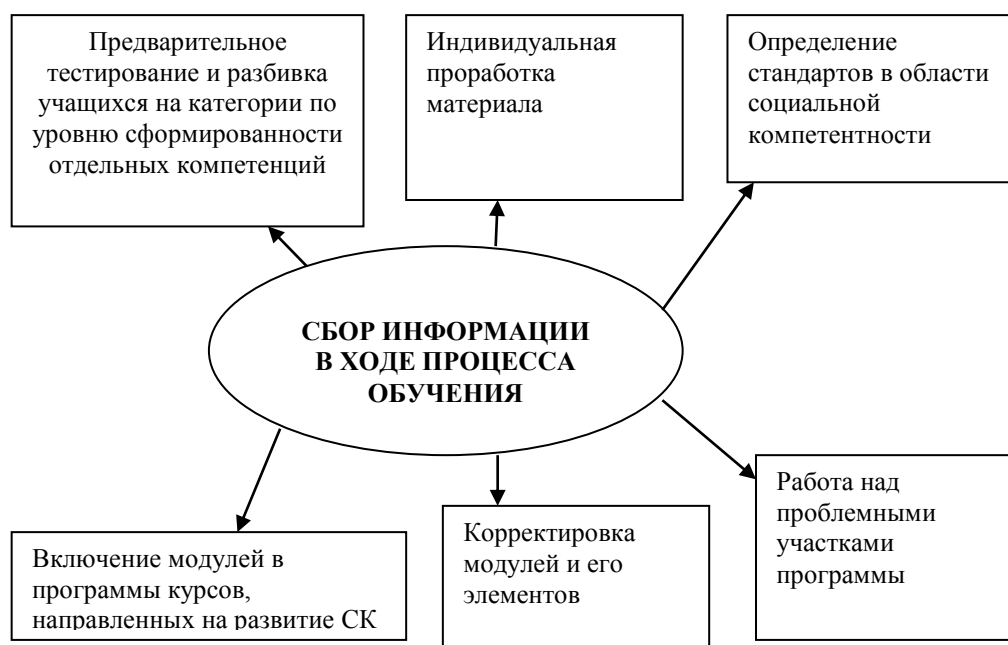 Предварительное
тестирование и разбивка
учащихся на категории по
уровню сформированности
отдельных компетенций
Индивидуальная
проработка
материала
Определение
стандартов в области
социальной
компетентности
СБОР ИНФОРМАЦИИ
В ХОДЕ ПРОЦЕССА
ОБУЧЕНИЯ
Включение модулей в
программы курсов,
направленных на развитие СК
Корректировка
модулей и его
элементов
Работа над
проблемными
участками
программы